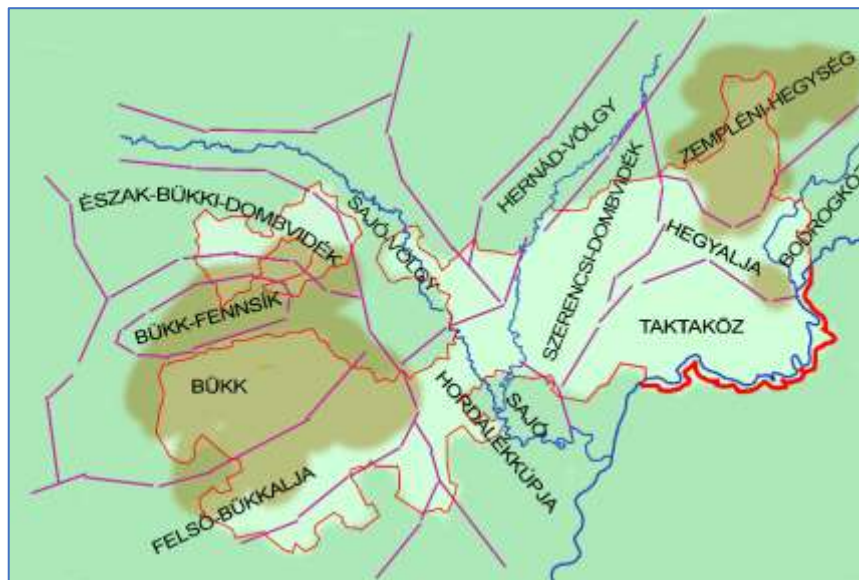 ZEMPLÉNI-HEGYSÉG
HERNÁD-VÖLGY
ÉSZAK-BÜKKI-DOMBVIDÉK
SAJÓ-VÖLGY
SZERENCSI-DOMBVIDÉK
HEGYALJA
BODROGKÖZ
BÜKK-FENNSÍK
TAKTAKÖZ
BÜKK
SAJÓ
HORDALÉKKÚPJA
FELSŐ-BÜKKALJA